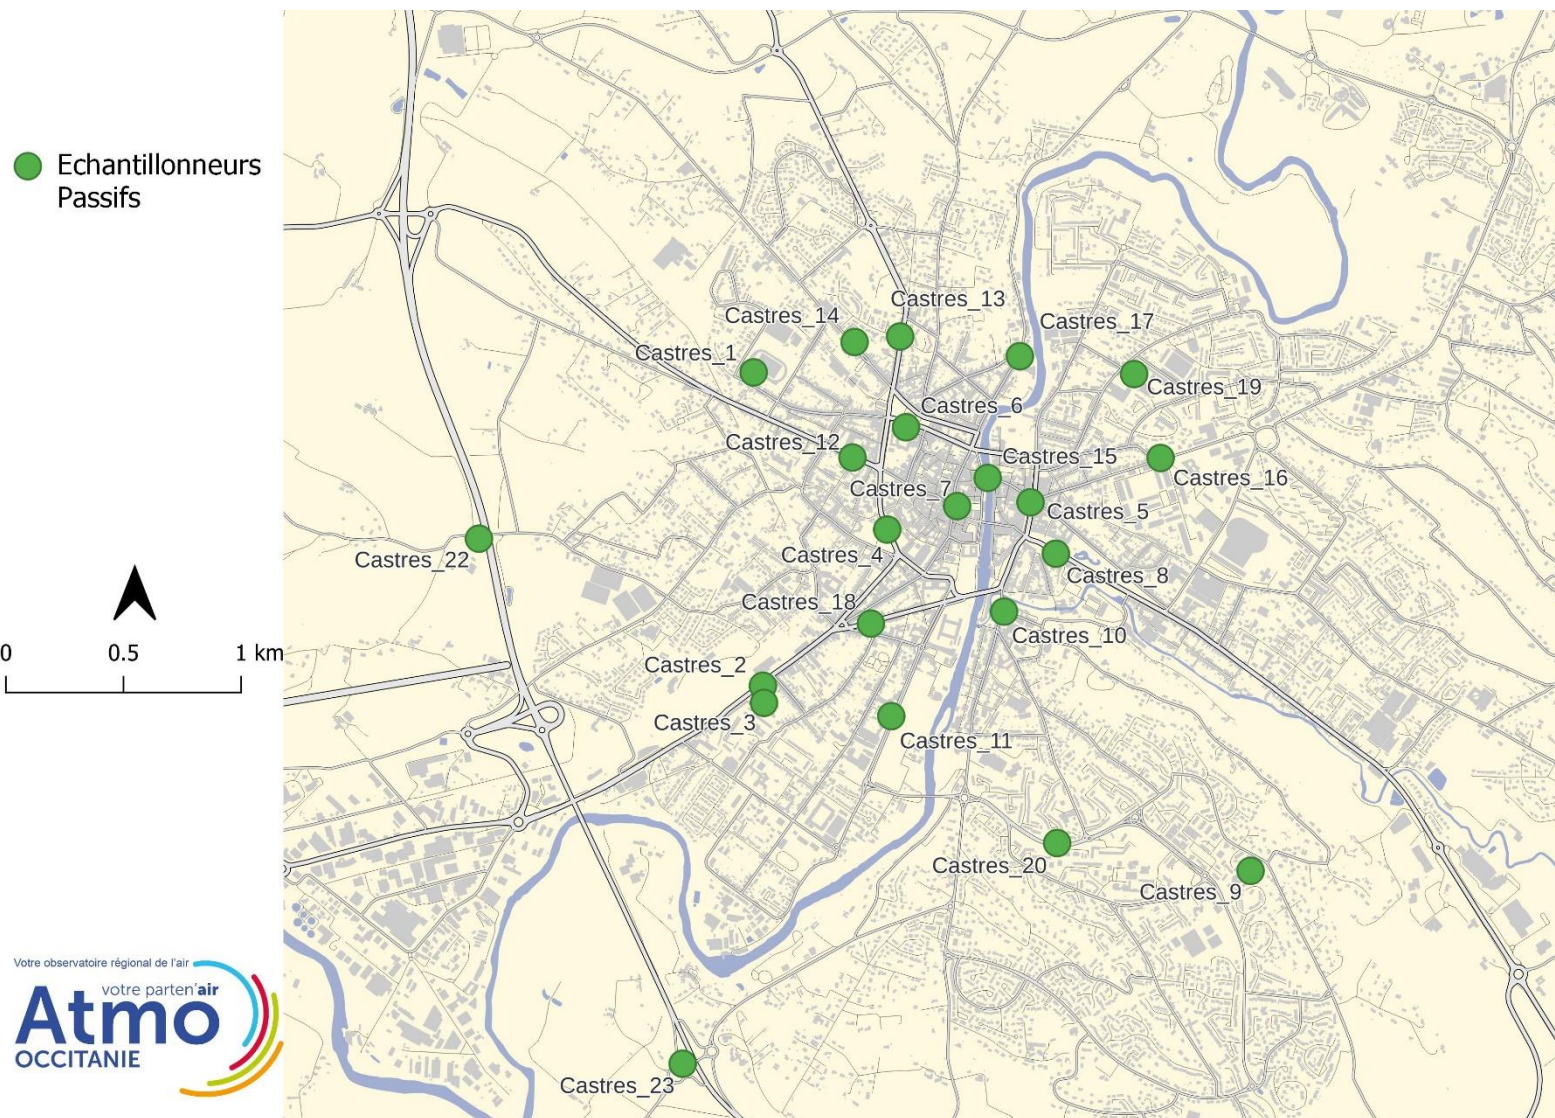 Echantillonneurs
Passifs
0 0.5 1 km
Votre observatoire régional de l'air
votre parten'air
Atmo
OCCITANIE
Castres_13
Castres_14
Castres_17
Castres_1
Castres_19
Castres_6
Castres_12
Castres_15
Castres_16
Castres_7
Castres_5
Castres_4
Castres_22
Castres_8
Castres_18
Castres_10
Castres_2
Castres_3
Castres_11
Castres_20
Castres_9
Castres_23